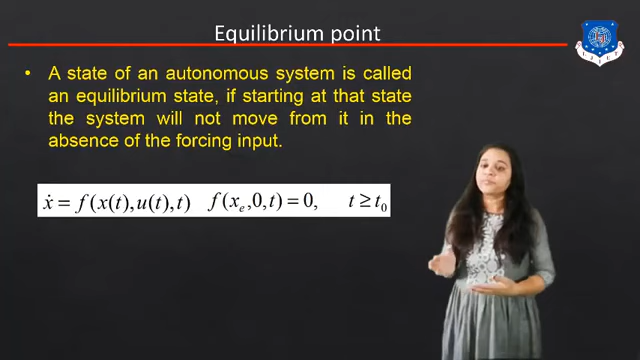 Equilibrium point
• A state of an autonomous system is called
an equilibrium state, if starting at that state
the system will not move from it in the
absence of the forcing input.
ẋ = f(x(t),u(t),t) f(xₑ,0,t) = 0, t ≥ t₀